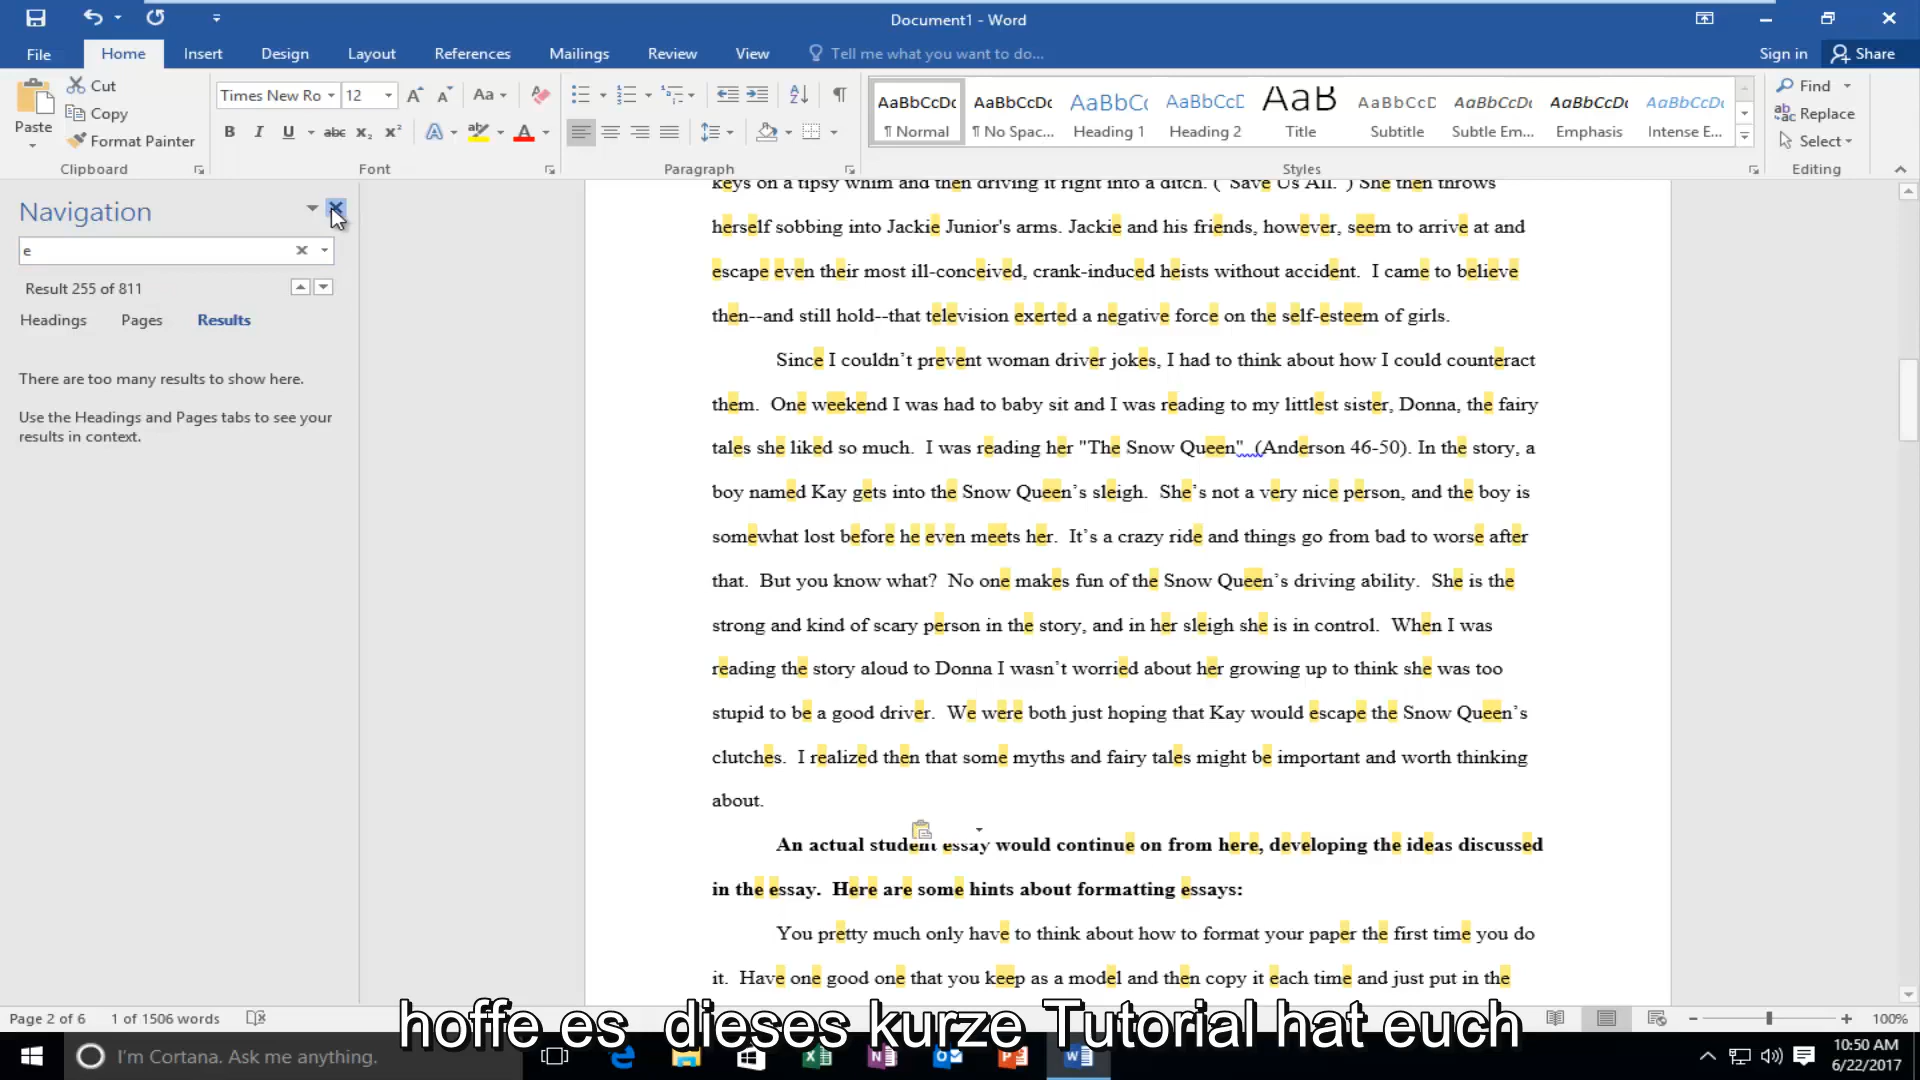 Document1 - Word
File Home Insert Design Layout References Mailings Review View Tell me what you want to do... Sign in Share
Paste Cut Copy Format Painter
Times New Ro 12
AaBbCcDc AaBbCcDc AaBbCc AaBbCcD AaB AaBbCcD AaBbCcDc AaBbCcDc AaBbCcDc
¶ Normal ¶ No Spac... Heading 1 Heading 2 Title Subtitle Subtle Em... Emphasis Intense E...
Find
Replace
Select
Clipboard Font Paragraph Styles Editing
Navigation
e
Result 255 of 811
Headings Pages Results
There are too many results to show here.
Use the Headings and Pages tabs to see your
results in context.
keys on a tipsy whim and then driving it right into a ditch. ("Save Us All.") She then throws
herself sobbing into Jackie Junior's arms. Jackie and his friends, however, seem to arrive at and
escape even their most ill-conceived, crank-induced heists without accident.  I came to believe
then--and still hold--that television exerted a negative force on the self-esteem of girls.
Since I couldn't prevent woman driver jokes, I had to think about how I could counteract
them.  One weekend I was had to baby sit and I was reading to my littlest sister, Donna, the fairy
tales she liked so much.  I was reading her "The Snow Queen"  (Anderson 46-50). In the story, a
boy named Kay gets into the Snow Queen's sleigh.  She's not a very nice person, and the boy is
somewhat lost before he even meets her.  It's a crazy ride and things go from bad to worse after
that.  But you know what?  No one makes fun of the Snow Queen's driving ability.  She is the
strong and kind of scary person in the story, and in her sleigh she is in control.  When I was
reading the story aloud to Donna I wasn't worried about her growing up to think she was too
stupid to be a good driver.  We were both just hoping that Kay would escape the Snow Queen's
clutches.  I realized then that some myths and fairy tales might be important and worth thinking
about.
An actual student essay would continue on from here, developing the ideas discussed
in the essay.  Here are some hints about formatting essays:
You pretty much only have to think about how to format your paper the first time you do
it.  Have one good one that you keep as a model and then copy it each time and just put in the
Page 2 of 6 1 of 1506 words 100%
hoffe es dieses kurze Tutorial hat euch
I'm Cortana. Ask me anything.
10:50 AM
6/22/2017